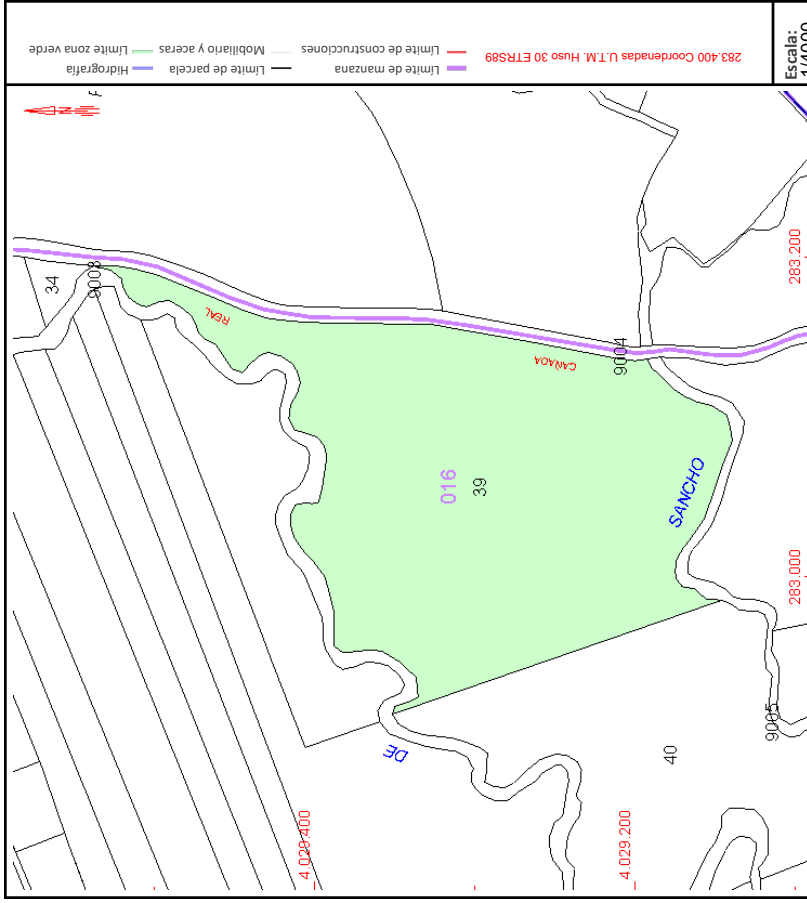 283.400 Coordenadas U.T.M. Huso 30 ETRS89
Límite de manzana
Límite de construcciones
Límite de parcela
Mobiliario y aceras
Hidrografía
Límite zona verde
Escala:
34
9003
REAL
283,200
CAÑADA
9004
016
39
SANCHO
283,000
DE
40
9005
4.029.400
4.029.200